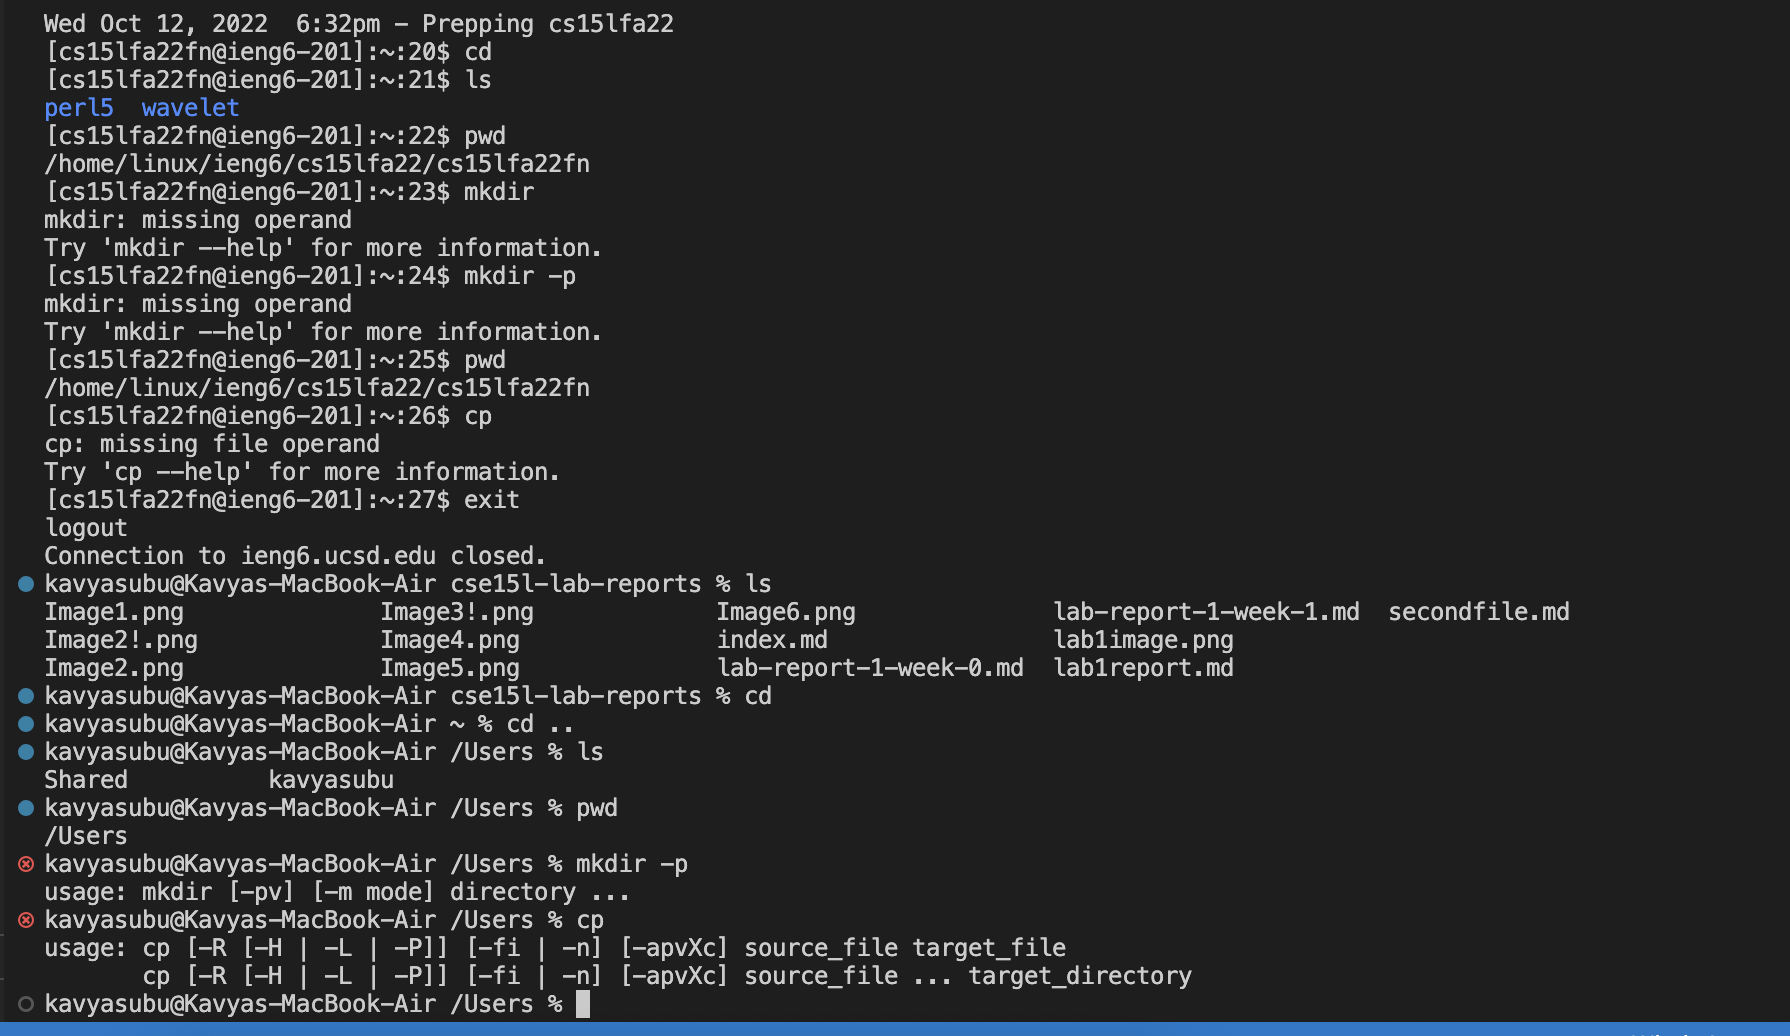 Wed Oct 12, 2022  6:32pm - Prepping cs15lfa22
[cs15lfa22fn@ieng6-201]:~:20$ cd
[cs15lfa22fn@ieng6-201]:~:21$ ls
perl5  wavelet
[cs15lfa22fn@ieng6-201]:~:22$ pwd
/home/linux/ieng6/cs15lfa22/cs15lfa22fn
[cs15lfa22fn@ieng6-201]:~:23$ mkdir
mkdir: missing operand
Try 'mkdir --help' for more information.
[cs15lfa22fn@ieng6-201]:~:24$ mkdir -p
mkdir: missing operand
Try 'mkdir --help' for more information.
[cs15lfa22fn@ieng6-201]:~:25$ pwd
/home/linux/ieng6/cs15lfa22/cs15lfa22fn
[cs15lfa22fn@ieng6-201]:~:26$ cp
cp: missing file operand
Try 'cp --help' for more information.
[cs15lfa22fn@ieng6-201]:~:27$ exit
logout
Connection to ieng6.ucsd.edu closed.
kavyasubu@Kavyas-MacBook-Air cse15l-lab-reports % ls
Image1.png              Image3!.png             Image6.png              lab-report-1-week-1.md  secondfile.md
Image2!.png             Image4.png              index.md                lab1image.png
Image2.png              Image5.png              lab-report-1-week-0.md  lab1report.md
kavyasubu@Kavyas-MacBook-Air cse15l-lab-reports % cd
kavyasubu@Kavyas-MacBook-Air ~ % cd ..
kavyasubu@Kavyas-MacBook-Air /Users % ls
Shared          kavyasubu
kavyasubu@Kavyas-MacBook-Air /Users % pwd
/Users
kavyasubu@Kavyas-MacBook-Air /Users % mkdir -p
usage: mkdir [-pv] [-m mode] directory ...
kavyasubu@Kavyas-MacBook-Air /Users % cp
usage: cp [-R [-H | -L | -P]] [-fi | -n] [-apvXc] source_file target_file
       cp [-R [-H | -L | -P]] [-fi | -n] [-apvXc] source_file ... target_directory
kavyasubu@Kavyas-MacBook-Air /Users %